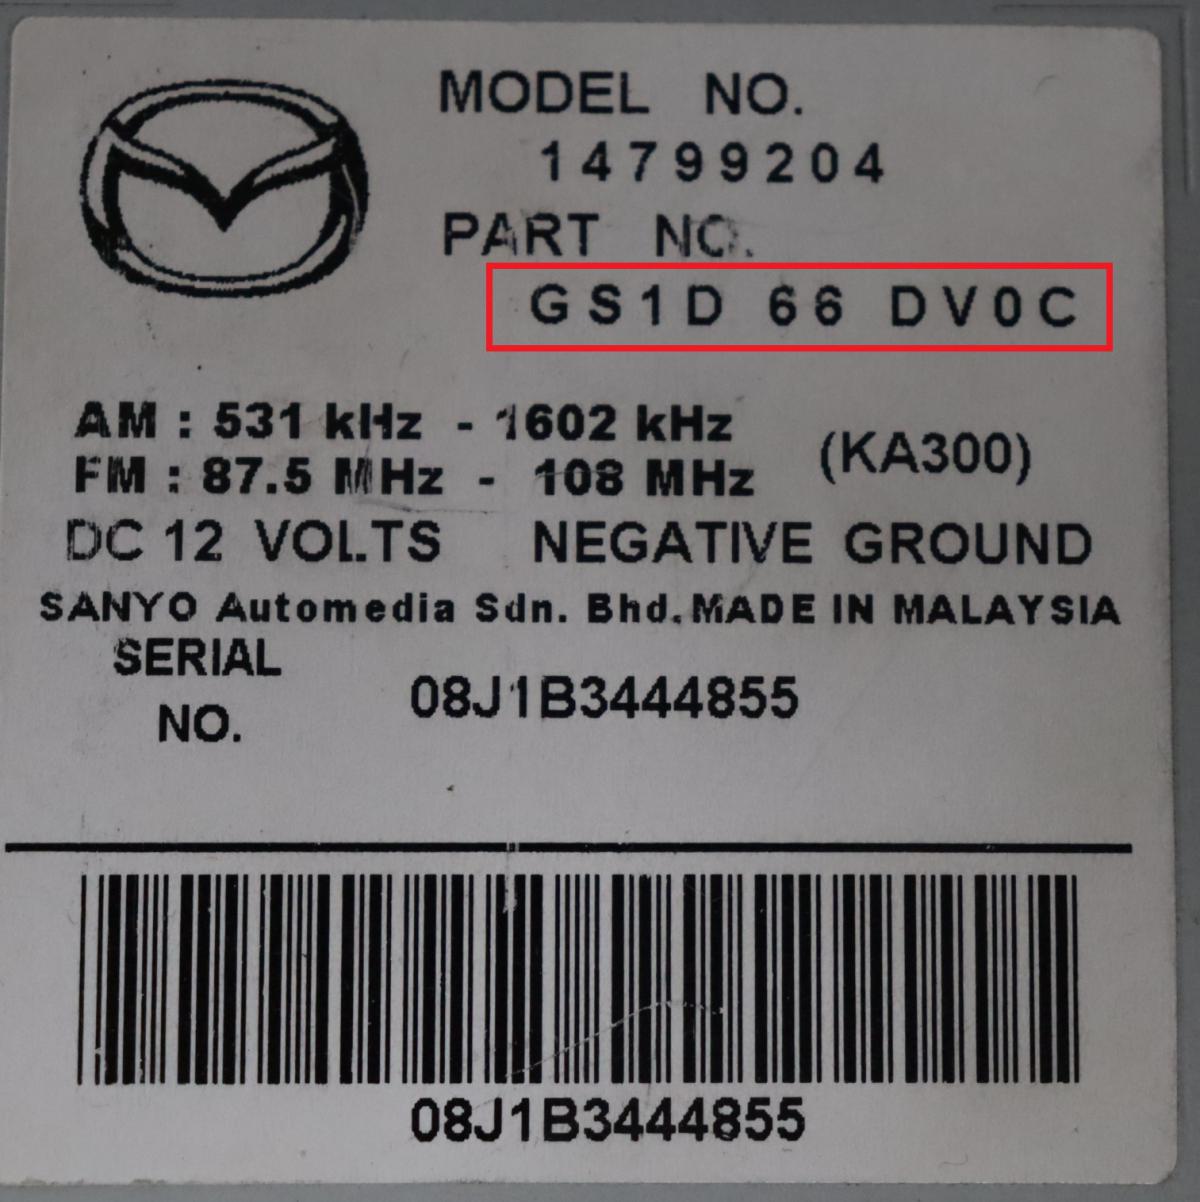 MODEL NO.
14799204
PART NO.
GS1D 66 DV0C
AM : 531 kHz - 1602 kHz
FM : 87.5 MHz - 108 MHz
(KA300)
DC 12 VOLTS NEGATIVE GROUND
SANYO Automedia Sdn. Bhd. MADE IN MALAYSIA
SERIAL
NO.
08J1B3444855
08J1B3444855